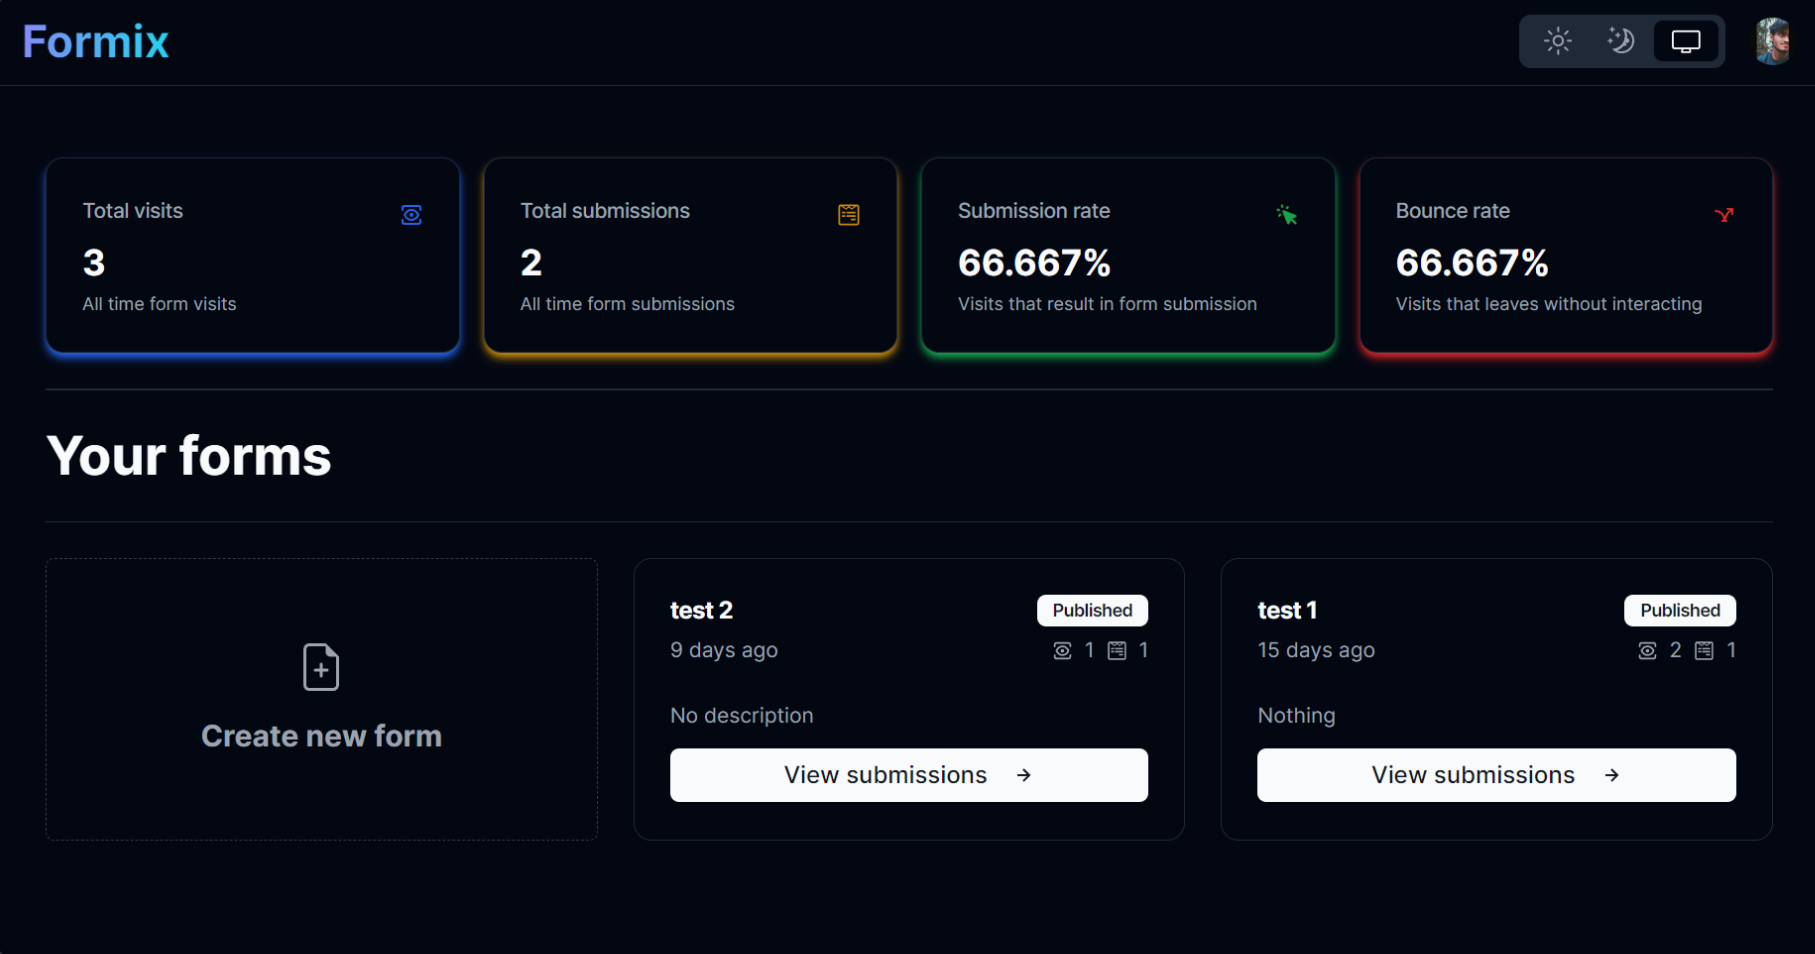 Formix
Total visits
3
All time form visits
Total submissions
2
All time form submissions
Submission rate
66.667%
Visits that result in form submission
Bounce rate
66.667%
Visits that leaves without interacting
Your forms
Create new form
test 2
Published
9 days ago
1 1
No description
View submissions →
test 1
Published
15 days ago
2 1
Nothing
View submissions →